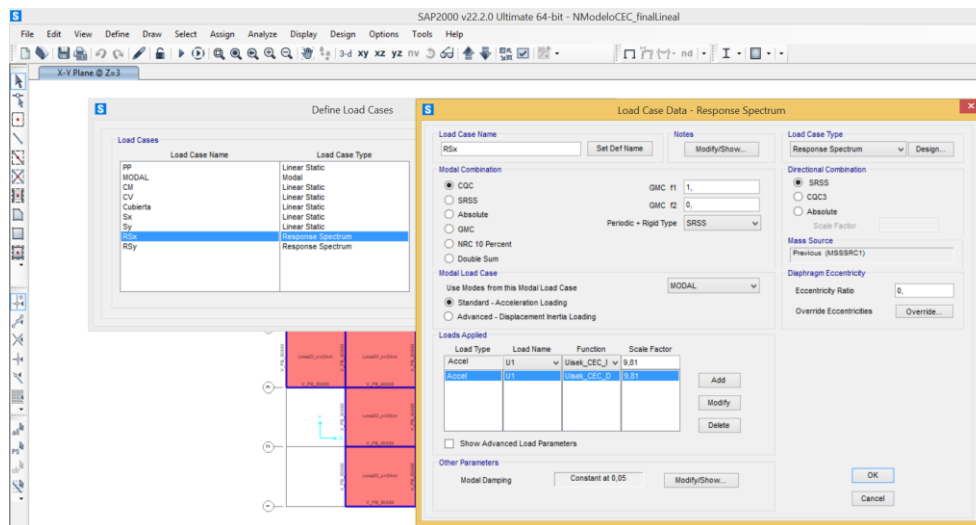 SAP2000 v22.2.0 Ultimate 64-bit - NModeloCEC_finalLineal
File Edit View Define Draw Select Assign Analyze Display Design Options Tools Help
3-d xy xz yz nv
nd
X-Y Plane @ Z=3
Define Load Cases
Load Cases
Load Case Name Load Case Type
PP Linear Static
MODAL Modal
CM Linear Static
CV Linear Static
Cubierta Linear Static
Sx Linear Static
Sy Linear Static
RSx Response Spectrum
RSy Response Spectrum
Load Case Data - Response Spectrum
Load Case Name
RSx Set Def Name
Notes
Modify/Show...
Load Case Type
Response Spectrum Design...
Modal Combination
CQC
SRSS
Absolute
GMC
NRC 10 Percent
Double Sum
GMC f1 1,
GMC f2 0,
Periodic + Rigid Type SRSS
Directional Combination
SRSS
CQC3
Absolute
Scale Factor
Mass Source
Previous (MSSSRC1)
Modal Load Case
Use Modes from this Modal Load Case MODAL
Standard - Acceleration Loading
Advanced - Displacement Inertia Loading
Diaphragm Eccentricity
Eccentricity Ratio 0,
Override Eccentricities Override...
Loads Applied
Load Type Load Name Function Scale Factor
Accel U1 Uisek_CEC_I 9,81
Accel U1 Uisek_CEC_D 9,81
Add
Modify
Delete
Show Advanced Load Parameters
Other Parameters
Modal Damping Constant at 0,05 Modify/Show...
OK
Cancel